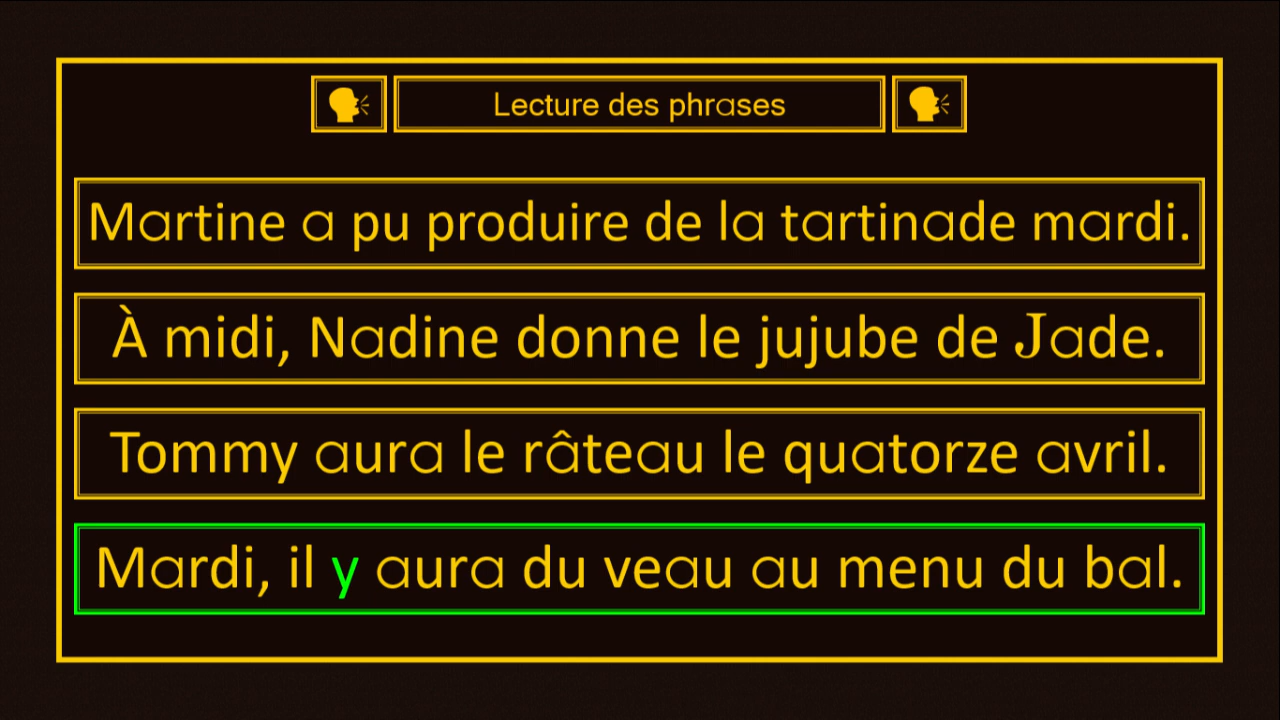 Lecture des phrases
Martine a pu produire de la tartinade mardi.
À midi, Nadine donne le jujube de Jade.
Tommy aura le râteau le quatorze avril.
Mardi, il y aura du veau au menu du bal.